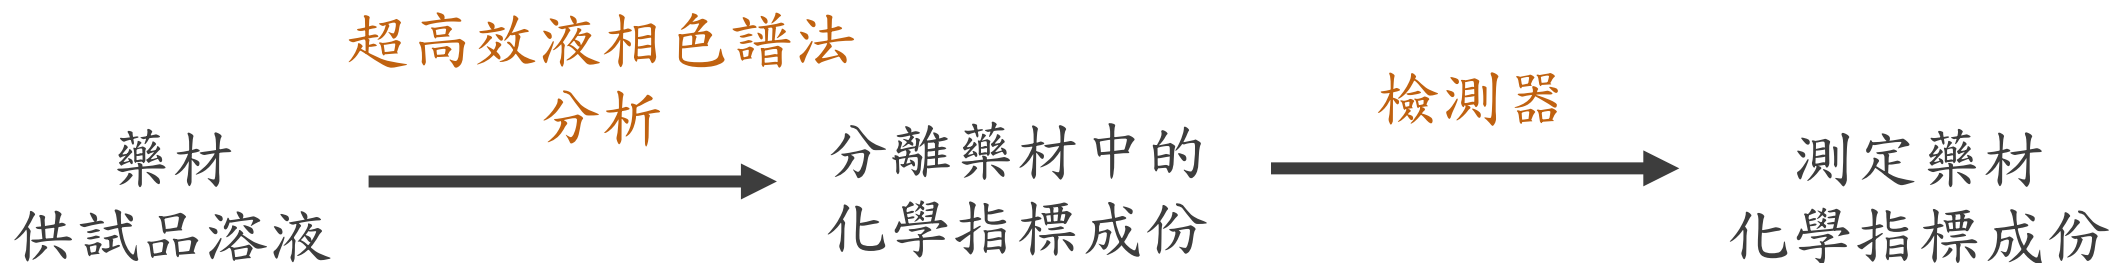 藥材
供試品溶液
超高效液相色譜法
分析
分離藥材中的
化學指標成份
檢測器
測定藥材
化學指標成份